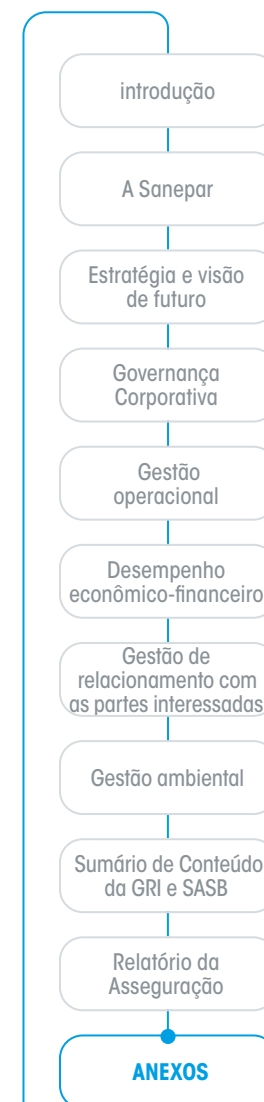 introdução
A Sanepar
Estratégia e visão
de futuro
Governança
Corporativa
Gestão
operacional
Desempenho
econômico-financeiro
Gestão de
relacionamento com
as partes interessadas
Gestão ambiental
Sumário de Conteúdo
da GRI e SASB
Relatório da
Asseguração
ANEXOS